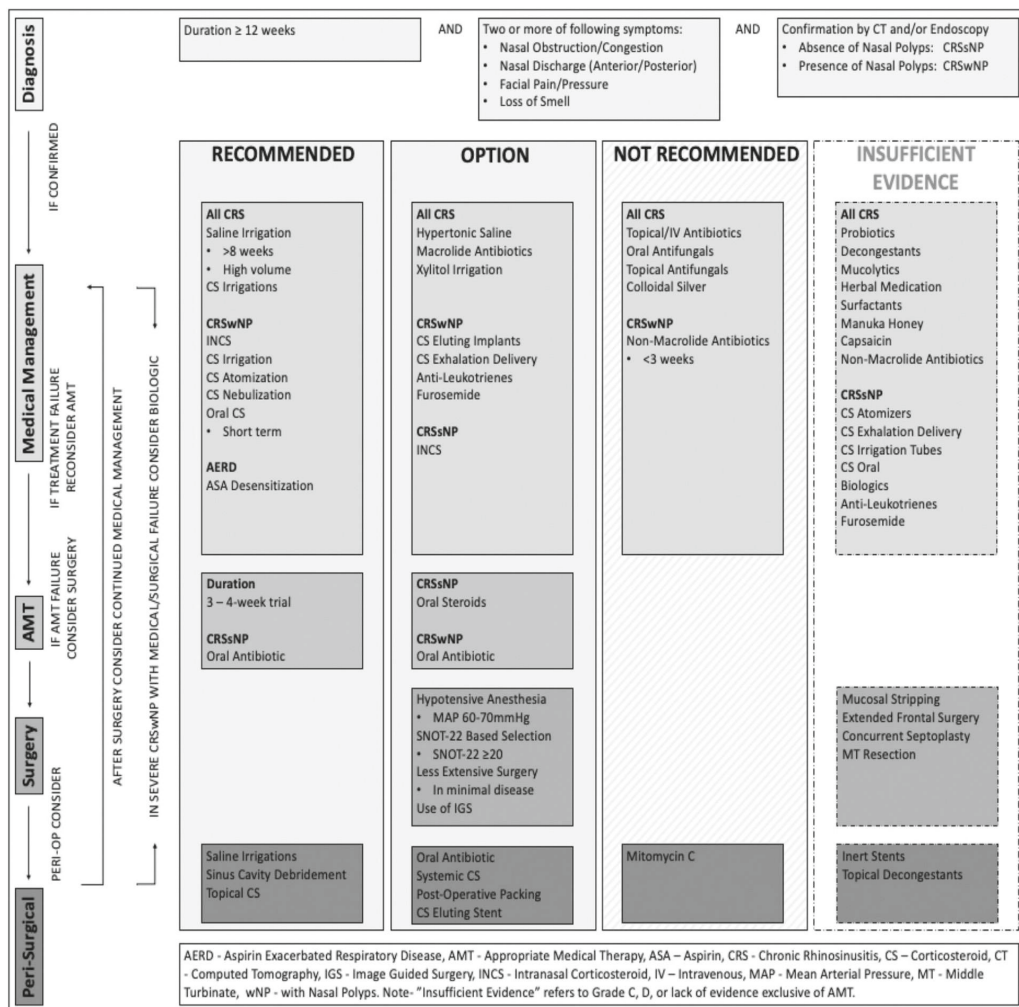 Diagnosis
Duration ≥ 12 weeks
AND
Two or more of following symptoms:
• Nasal Obstruction/Congestion
• Nasal Discharge (Anterior/Posterior)
• Facial Pain/Pressure
• Loss of Smell
AND
Confirmation by CT and/or Endoscopy
• Absence of Nasal Polyps: CRSsNP
• Presence of Nasal Polyps: CRSwNP
IF CONFIRMED
Medical Management
IF TREATMENT FAILURE
RECONSIDER AMT
AMT
IF AMT FAILURE
CONSIDER SURGERY
Surgery
PERI-OP CONSIDER
Peri-Surgical
AFTER SURGERY CONSIDER CONTINUED MEDICAL MANAGEMENT
IN SEVERE CRSwNP WITH MEDICAL/SURGICAL FAILURE CONSIDER BIOLOGIC
RECOMMENDED
All CRS
Saline Irrigation
• >8 weeks
• High volume
CS Irrigations
CRSwNP
INCS
CS Irrigation
CS Atomization
CS Nebulization
Oral CS
• Short term
AERD
ASA Desensitization
Duration
3 – 4-week trial
CRSsNP
Oral Antibiotic
Saline Irrigations
Sinus Cavity Debridement
Topical CS
OPTION
All CRS
Hypertonic Saline
Macrolide Antibiotics
Xylitol Irrigation
CRSwNP
CS Eluting Implants
CS Exhalation Delivery
Anti-Leukotrienes
Furosemide
CRSsNP
INCS
CRSsNP
Oral Steroids
CRSwNP
Oral Antibiotic
Hypotensive Anesthesia
• MAP 60-70mmHg
SNOT-22 Based Selection
• SNOT-22 ≥20
Less Extensive Surgery
• In minimal disease
Use of IGS
Oral Antibiotic
Systemic CS
Post-Operative Packing
CS Eluting Stent
NOT RECOMMENDED
All CRS
Topical/IV Antibiotics
Oral Antifungals
Topical Antifungals
Colloidal Silver
CRSwNP
Non-Macrolide Antibiotics
• <3 weeks
Mitomycin C
INSUFFICIENT
EVIDENCE
All CRS
Probiotics
Decongestants
Mucolytics
Herbal Medication
Surfactants
Manuka Honey
Capsaicin
Non-Macrolide Antibiotics
CRSsNP
CS Atomizers
CS Exhalation Delivery
CS Irrigation Tubes
CS Oral
Biologics
Anti-Leukotrienes
Furosemide
Mucosal Stripping
Extended Frontal Surgery
Concurrent Septoplasty
MT Resection
Inert Stents
Topical Decongestants
AERD - Aspirin Exacerbated Respiratory Disease, AMT - Appropriate Medical Therapy, ASA – Aspirin, CRS - Chronic Rhinosinusitis, CS – Corticosteroid, CT
- Computed Tomography, IGS - Image Guided Surgery, INCS - Intranasal Corticosteroid, IV – Intravenous, MAP - Mean Arterial Pressure, MT - Middle
Turbinate, wNP - with Nasal Polyps. Note- "Insufficient Evidence" refers to Grade C, D, or lack of evidence exclusive of AMT.